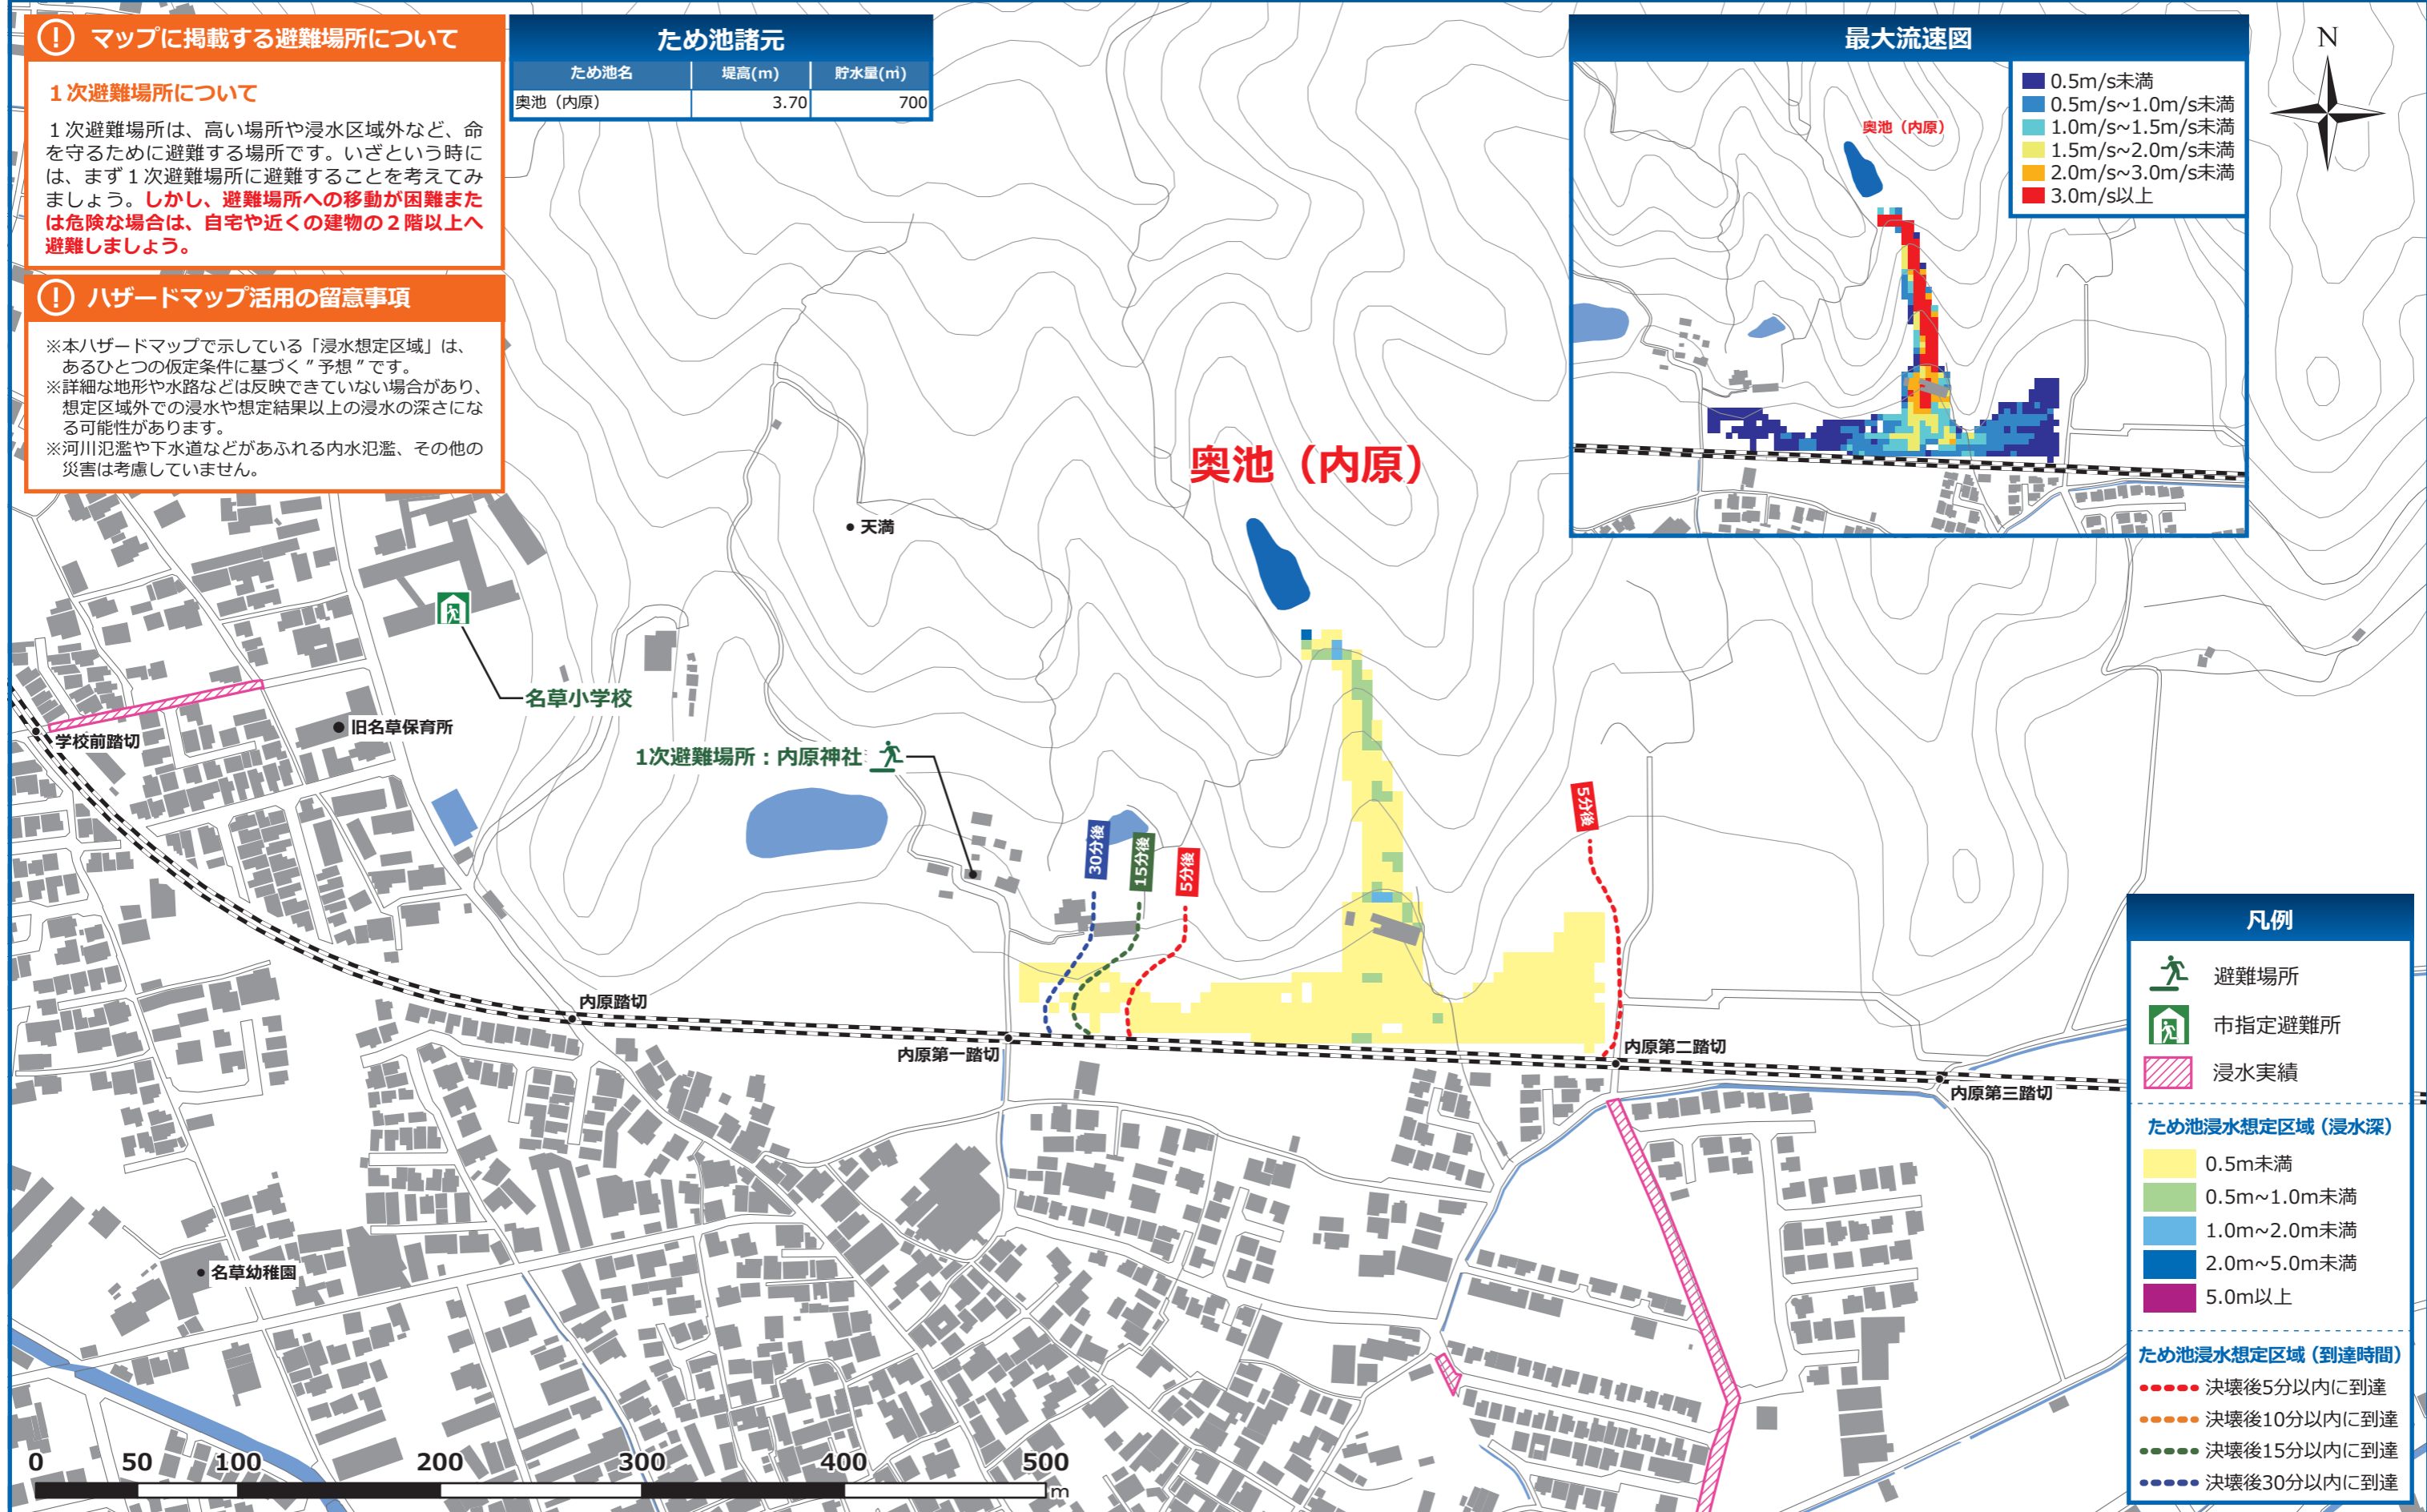 マップに掲載する避難場所について
1次避難場所について
1次避難場所は、高い場所や浸水区域外など、命
を守るために避難する場所です。いざという時に
は、まず1次避難場所に避難することを考えてみ
ましょう。しかし、避難場所への移動が困難また
は危険な場合は、自宅や近くの建物の2階以上へ
避難しましょう。
ハザードマップ活用の留意事項
※本ハザードマップで示している「浸水想定区域」は、
あるひとつの仮定条件に基づく”予想”です。
※詳細な地形や水路などは反映できていない場合があり、
想定区域外での浸水や想定結果以上の浸水の深さにな
る可能性があります。
※河川氾濫や下水道などがあふれる内水氾濫、その他の
災害は考慮していません。
ため池諸元
ため池名 堤高(m) 貯水量(㎥)
奥池（内原） 3.70 700
最大流速図
0.5m/s未満
0.5m/s~1.0m/s未満
1.0m/s~1.5m/s未満
1.5m/s~2.0m/s未満
2.0m/s~3.0m/s未満
3.0m/s以上
奥池（内原）
N
奥池（内原）
天満
名草小学校
旧名草保育所
学校前踏切
1次避難場所：内原神社
30分後
15分後
5分後
5分後
内原踏切
内原第一踏切
内原第二踏切
内原第三踏切
名草幼稚園
凡例
避難場所
市指定避難所
浸水実績
ため池浸水想定区域（浸水深）
0.5m未満
0.5m~1.0m未満
1.0m~2.0m未満
2.0m~5.0m未満
5.0m以上
ため池浸水想定区域（到達時間）
決壊後5分以内に到達
決壊後10分以内に到達
決壊後15分以内に到達
決壊後30分以内に到達
0 50 100 200 300 400 500
m